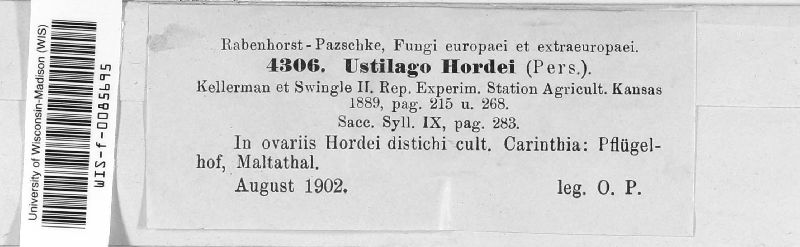 University of Wisconsin-Madison (WIS)
WIS-f-0085695
Rabenhorst-Pazschke, Fungi europaei et extraeuropaei.
4306. Ustilago Hordei (Pers.).
Kellerman et Swingle II. Rep. Experim. Station Agricult. Kansas
1889, pag. 215 u. 268.
Sacc. Syll. IX, pag. 283.
In ovariis Hordei distichi cult. Carinthia: Pflügel-
hof, Maltathal.
August 1902. leg. O. P.